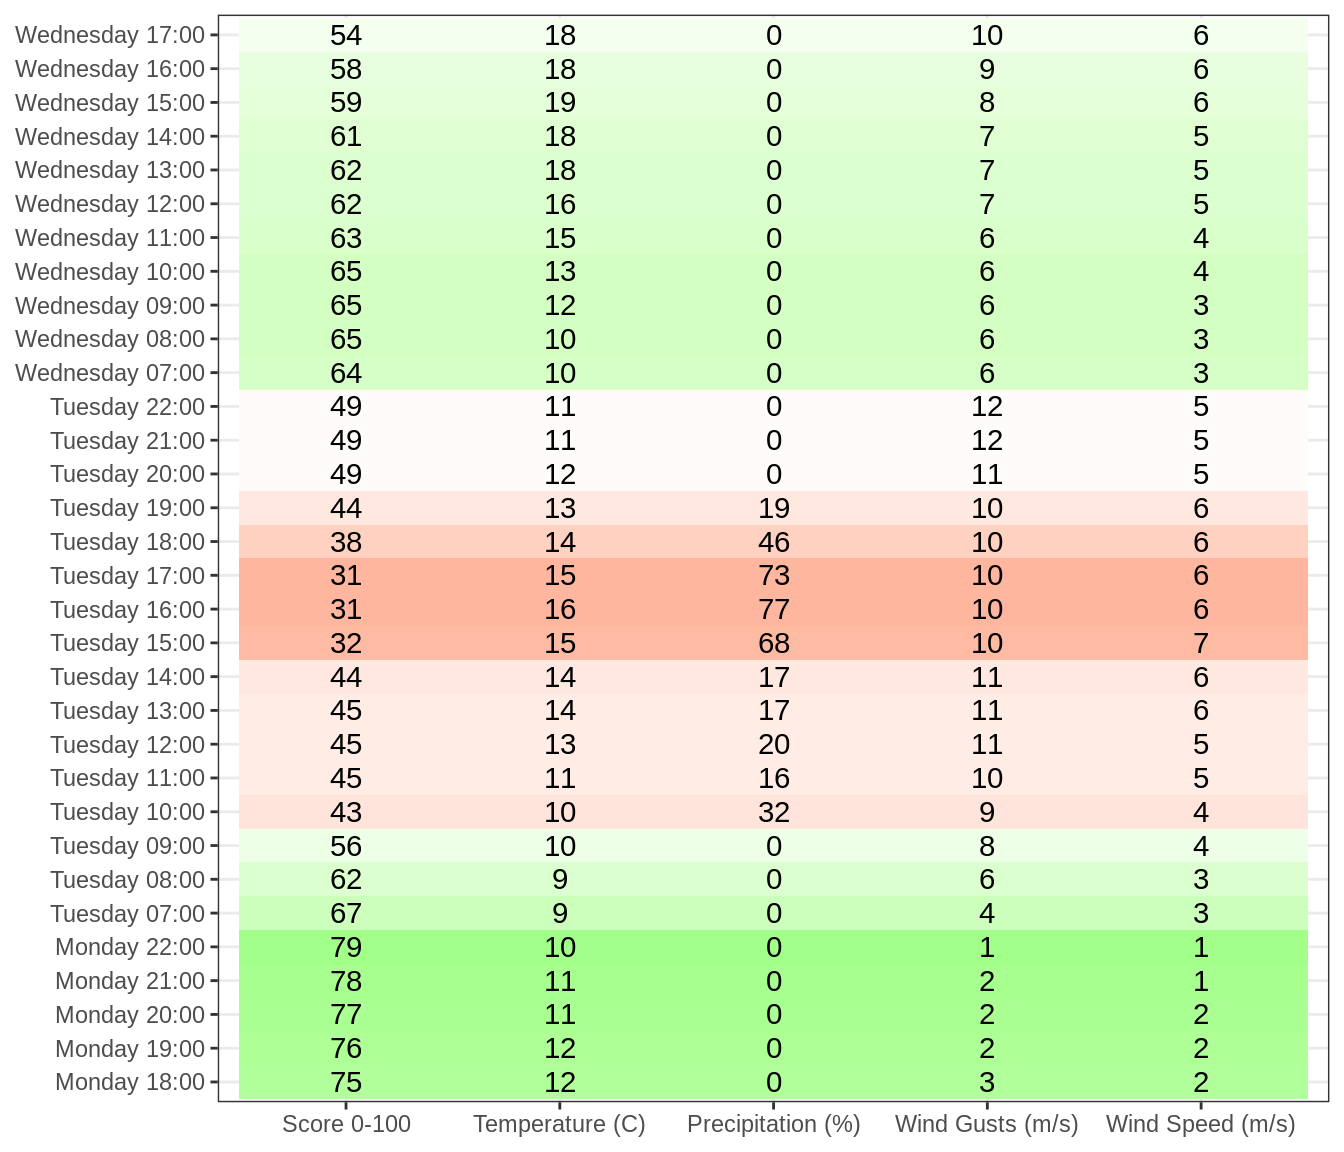 Wednesday 17:00 54 18 0 10 6
Wednesday 16:00 58 18 0 9 6
Wednesday 15:00 59 19 0 8 6
Wednesday 14:00 61 18 0 7 5
Wednesday 13:00 62 18 0 7 5
Wednesday 12:00 62 16 0 7 5
Wednesday 11:00 63 15 0 6 4
Wednesday 10:00 65 13 0 6 4
Wednesday 09:00 65 12 0 6 3
Wednesday 08:00 65 10 0 6 3
Wednesday 07:00 64 10 0 6 3
Tuesday 22:00 49 11 0 12 5
Tuesday 21:00 49 11 0 12 5
Tuesday 20:00 49 12 0 11 5
Tuesday 19:00 44 13 19 10 6
Tuesday 18:00 38 14 46 10 6
Tuesday 17:00 31 15 73 10 6
Tuesday 16:00 31 16 77 10 6
Tuesday 15:00 32 15 68 10 7
Tuesday 14:00 44 14 17 11 6
Tuesday 13:00 45 14 17 11 6
Tuesday 12:00 45 13 20 11 5
Tuesday 11:00 45 11 16 10 5
Tuesday 10:00 43 10 32 9 4
Tuesday 09:00 56 10 0 8 4
Tuesday 08:00 62 9 0 6 3
Tuesday 07:00 67 9 0 4 3
Monday 22:00 79 10 0 1 1
Monday 21:00 78 11 0 2 1
Monday 20:00 77 11 0 2 2
Monday 19:00 76 12 0 2 2
Monday 18:00 75 12 0 3 2
Score 0-100 Temperature (C) Precipitation (%) Wind Gusts (m/s) Wind Speed (m/s)